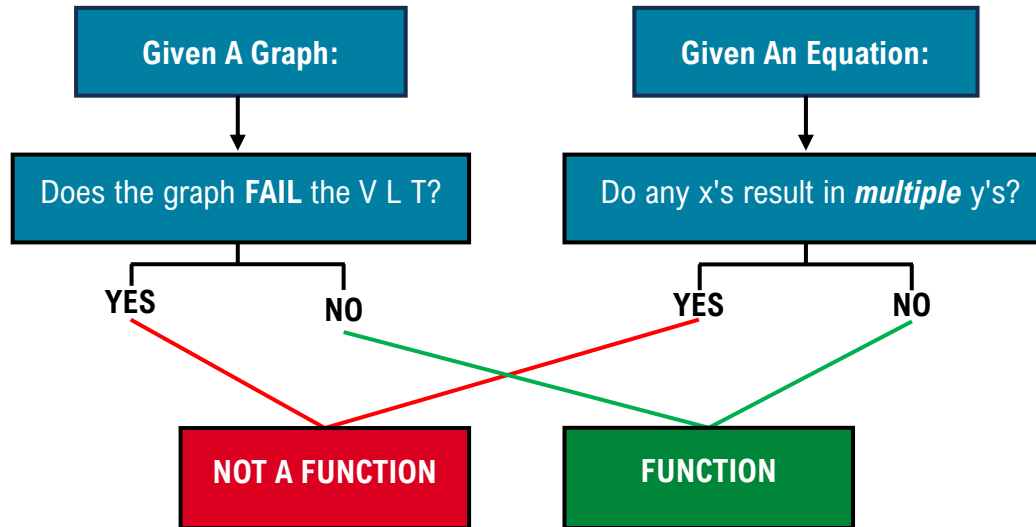 Given A Graph:
Given An Equation:
Does the graph FAIL the V L T?
Do any x's result in multiple y's?
YES
NO
YES
NO
NOT A FUNCTION
FUNCTION